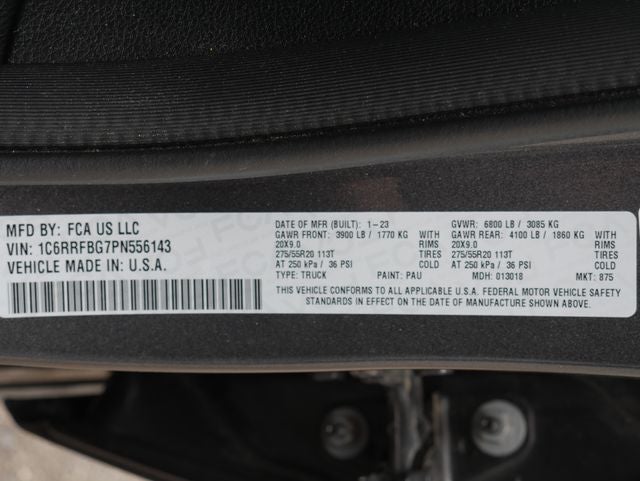 MFD BY: FCA US LLC
VIN: 1C6RRFBG7PN556143
VEHICLE MADE IN: U.S.A.
DATE OF MFR (BUILT): 1-23 GVWR: 6800 LB / 3085 KG
GAWR FRONT: 3900 LB / 1770 KG WITH GAWR REAR: 4100 LB / 1860 KG WITH
20X9.0 RIMS 20X9.0 RIMS
275/55R20 113T TIRES 275/55R20 113T TIRES
AT 250 kPa / 36 PSI COLD AT 250 kPa / 36 PSI COLD
TYPE: TRUCK PAINT: PAU MDH: 013018 MKT: 875
THIS VEHICLE CONFORMS TO ALL APPLICABLE U.S.A. FEDERAL MOTOR VEHICLE SAFETY
STANDARDS IN EFFECT ON THE DATE OF MANUFACTURE SHOWN ABOVE.